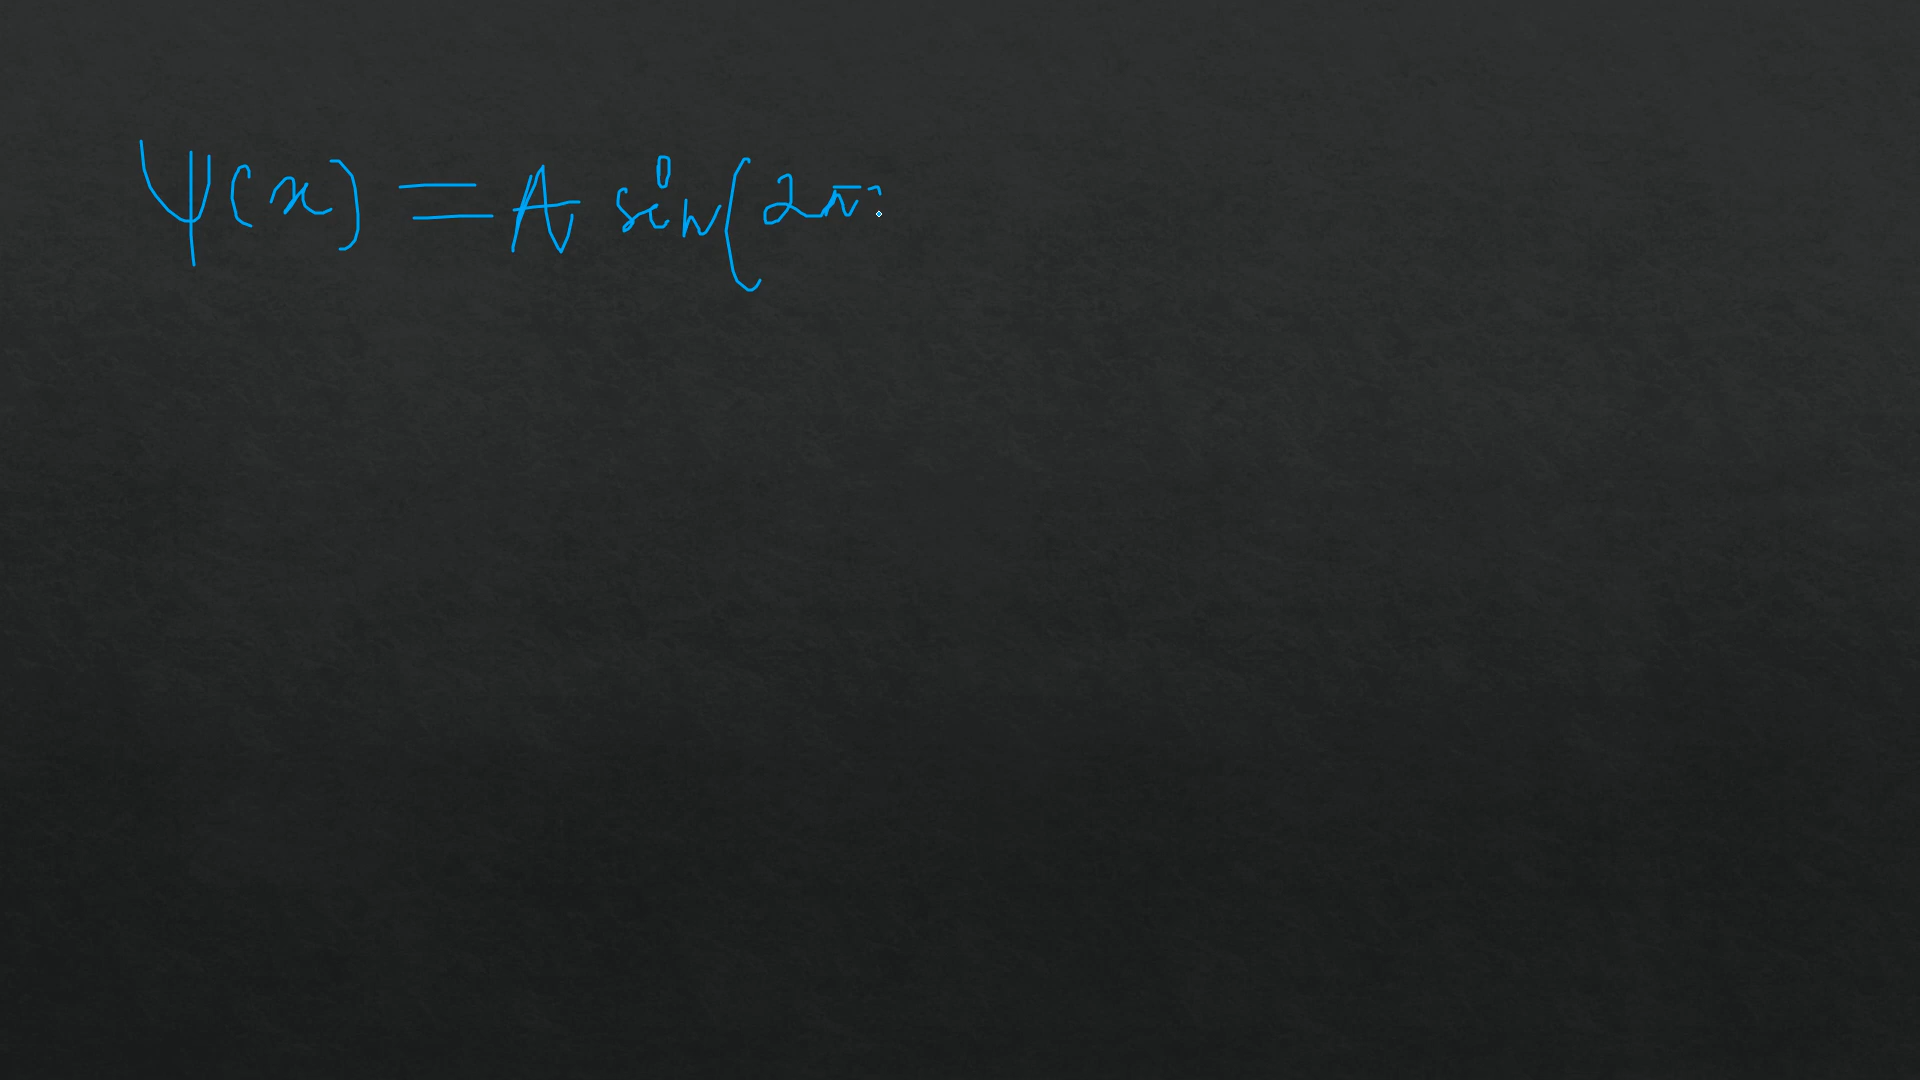 ψ(x) = A sin(2π